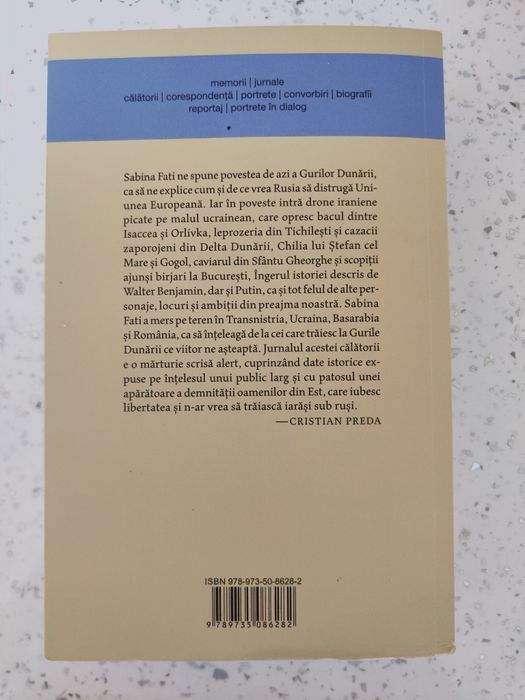 memorii | jurnale
călătorii | corespondență | portrete | convorbiri | biografii
reportaj | portrete în dialog
Sabina Fati ne spune povestea de azi a Gurilor Dunării,
ca să ne explice cum și de ce vrea Rusia să distrugă Uni-
unea Europeană. Iar în poveste intră drone iraniene
picate pe malul ucrainean, care opresc bacul dintre
Isaccea și Orlivka, leprozeria din Tichilești și cazacii
zaporojeni din Delta Dunării, Chilia lui Ștefan cel
Mare și Gogol, caviarul din Sfântu Gheorghe și scopiții
ajunși birjari la București, Îngerul istoriei descris de
Walter Benjamin, dar și Putin, ca și tot felul de alte per-
sonaje, locuri și ambiții din preajma noastră. Sabina
Fati a mers pe teren în Transnistria, Ucraina, Basarabia
și România, ca să înțeleagă de la cei care trăiesc la Gurile
Dunării ce viitor ne așteaptă. Jurnalul acestei călătorii
e o mărturie scrisă alert, cuprinzând date istorice ex-
puse pe înțelesul unui public larg și cu patosul unei
apărătoare a demnității oamenilor din Est, care iubesc
libertatea și n-ar vrea să trăiască iarăși sub ruși.
—CRISTIAN PREDA
ISBN 978-973-50-8628-2
9 789735 086282